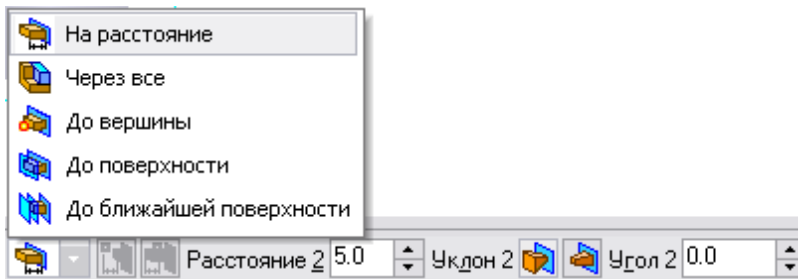 На расстояние
Через все
До вершины
До поверхности
До ближайшей поверхности
Расстояние 2 5.0 Уклон 2 Угол 2 0.0